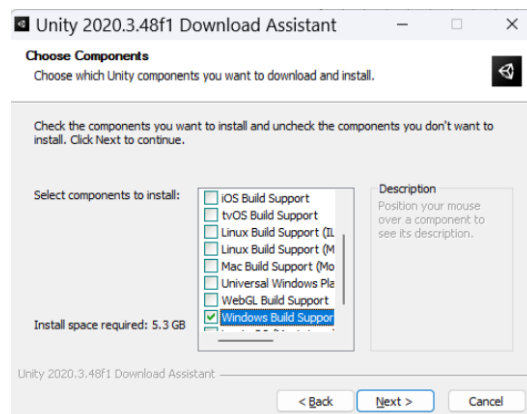 Unity 2020.3.48f1 Download Assistant
Choose Components
Choose which Unity components you want to download and install.
Check the components you want to install and uncheck the components you don't want to
install. Click Next to continue.
Select components to install:
iOS Build Support
tvOS Build Support
Linux Build Support (IL
Linux Build Support (M
Mac Build Support (Mo
Universal Windows Pla
WebGL Build Support
Windows Build Suppor
Description
Position your mouse
over a component to
see its description.
Install space required: 5.3 GB
Unity 2020.3.48f1 Download Assistant
< Back
Next >
Cancel